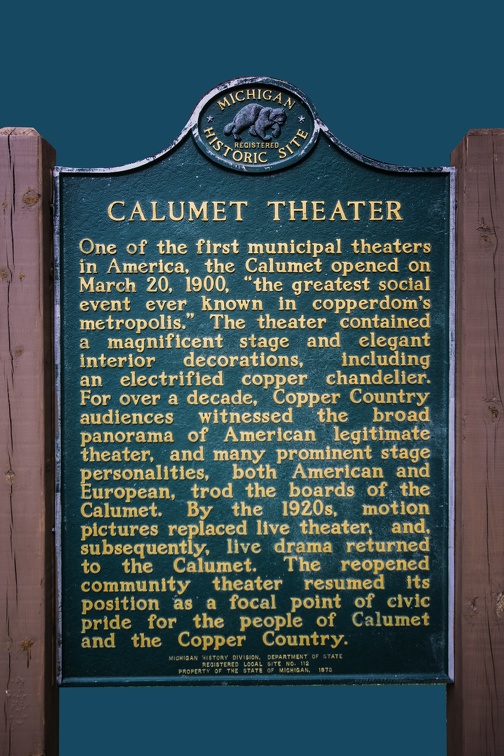 MICHIGAN
REGISTERED
HISTORIC SITE
CALUMET THEATER
One of the first municipal theaters
in America, the Calumet opened on
March 20, 1900, "the greatest social
event ever known in copperdom's
metropolis." The theater contained
a magnificent stage and elegant
interior decorations, including
an electrified copper chandelier.
For over a decade, Copper Country
audiences witnessed the broad
panorama of American legitimate
theater, and many prominent stage
personalities, both American and
European, trod the boards of the
Calumet. By the 1920s, motion
pictures replaced live theater, and,
subsequently, live drama returned
to the Calumet. The reopened
community theater resumed its
position as a focal point of civic
pride for the people of Calumet
and the Copper Country.
MICHIGAN HISTORY DIVISION, DEPARTMENT OF STATE
REGISTERED LOCAL SITE NO. 112
PROPERTY OF THE STATE OF MICHIGAN, 1973